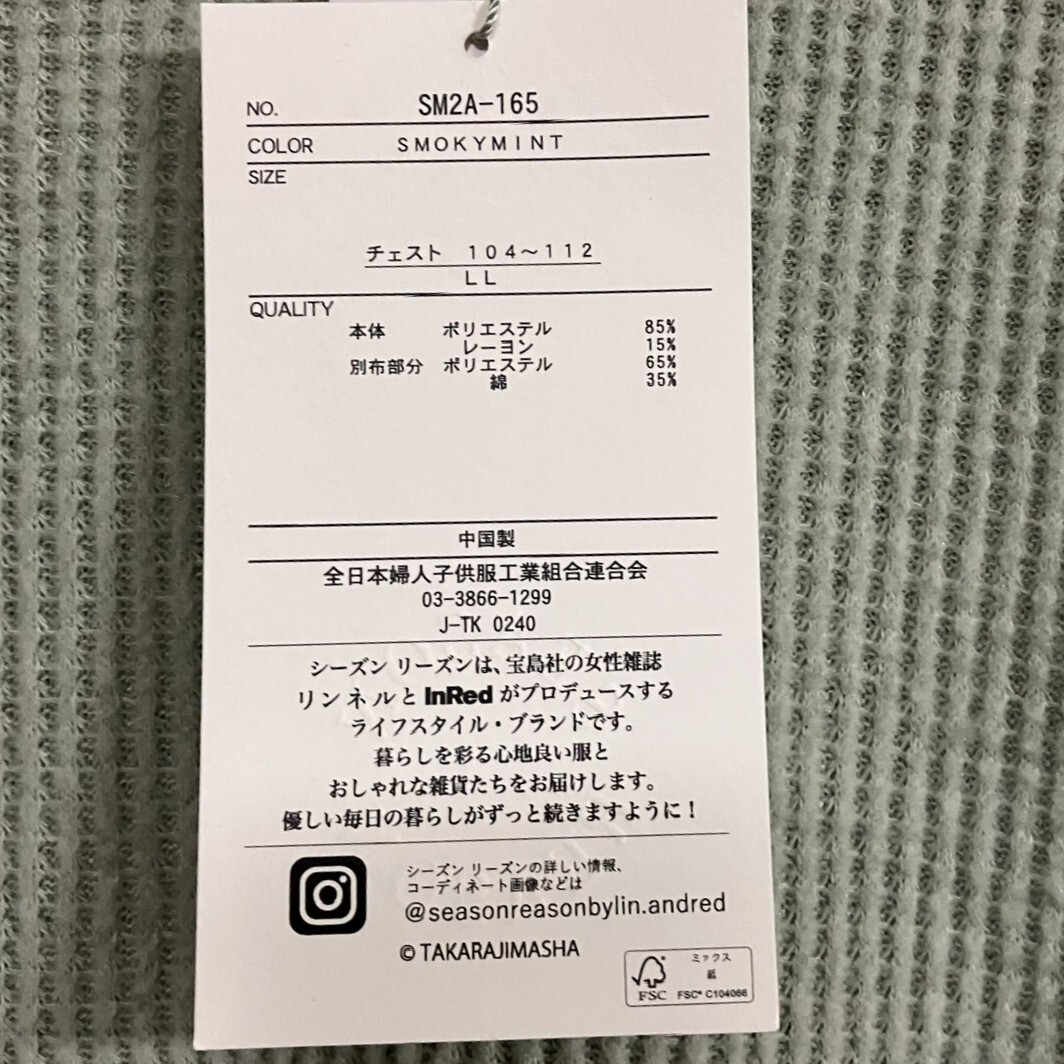 NO. SM2A-165
COLOR SMOKYMINT
SIZE
チェスト 104〜112
LL
QUALITY
本体 ポリエステル 85%
レーヨン 15%
別布部分 ポリエステル 65%
綿 35%
中国製
全日本婦人子供服工業組合連合会
03-3866-1299
J-TK 0240
シーズン リーズンは、宝島社の女性雑誌
リンネルと InRed がプロデュースする
ライフスタイル・ブランドです。
暮らしを彩る心地良い服と
おしゃれな雑貨たちをお届けします。
優しい毎日の暮らしがずっと続きますように！
シーズン リーズンの詳しい情報、
コーディネート画像などは
@seasonreasonbylin.andred
© TAKARAJIMASHA
ミックス
紙
FSC FSC® C104066